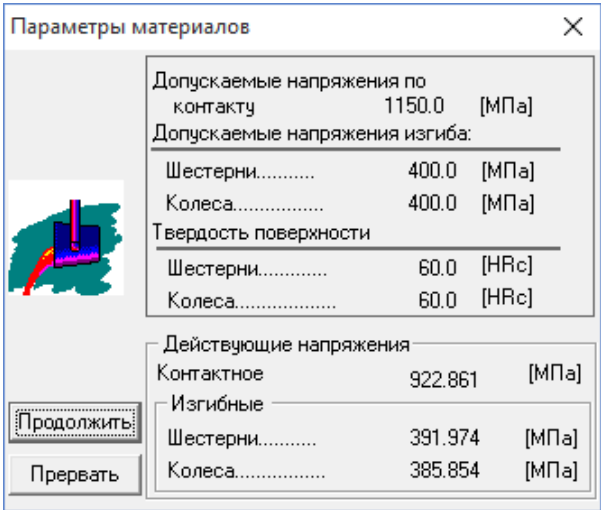 Параметры материалов
Допускаемые напряжения по
контакту 1150.0 [МПа]
Допускаемые напряжения изгиба:
Шестерни........... 400.0 [МПа]
Колеса................. 400.0 [МПа]
Твердость поверхности
Шестерни............. 60.0 [HRc]
Колеса................... 60.0 [HRc]
Действующие напряжения
Контактное 922.861 [МПа]
Изгибные
Шестерни........... 391.974 [МПа]
Колеса................. 385.854 [МПа]
Продолжить
Прервать